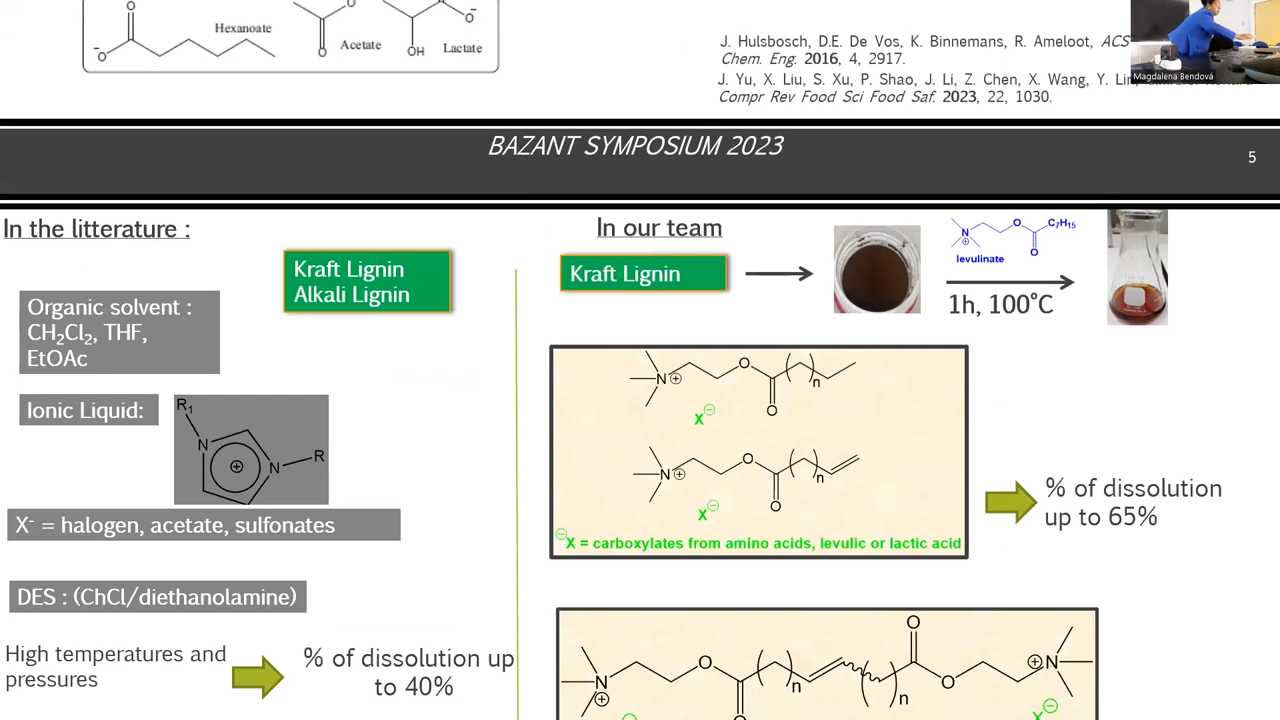 O
O
O⁻
Hexanoate
⁻O
O
Acetate
OH
Lactate
J. Hulsbosch, D.E. De Vos, K. Binnemans, R. Ameloot, ACS
Chem. Eng. 2016, 4, 2917.
J. Yu, X. Liu, S. Xu, P. Shao, J. Li, Z. Chen, X. Wang, Y. Lin,
Compr Rev Food Sci Food Saf. 2023, 22, 1030.
Magdalena Bendová
BAZANT SYMPOSIUM 2023
5
In the litterature :
Kraft Lignin
Alkali Lignin
Organic solvent :
CH₂Cl₂, THF,
EtOAc
Ionic Liquid:
R₁
N
N
R
⊕
X⁻ = halogen, acetate, sulfonates
DES : (ChCl/diethanolamine)
High temperatures and
pressures
% of dissolution up
to 40%
In our team
Kraft Lignin
N⊕
O
O
C₇H₁₅
levulinate
1h, 100°C
N⊕
O
O
n
X⊖
N⊕
O
O
n
X⊖
⊖X = carboxylates from amino acids, levulic or lactic acid
% of dissolution
up to 65%
O
N⊕
O
n
n
O
⊕N
O
X⊖